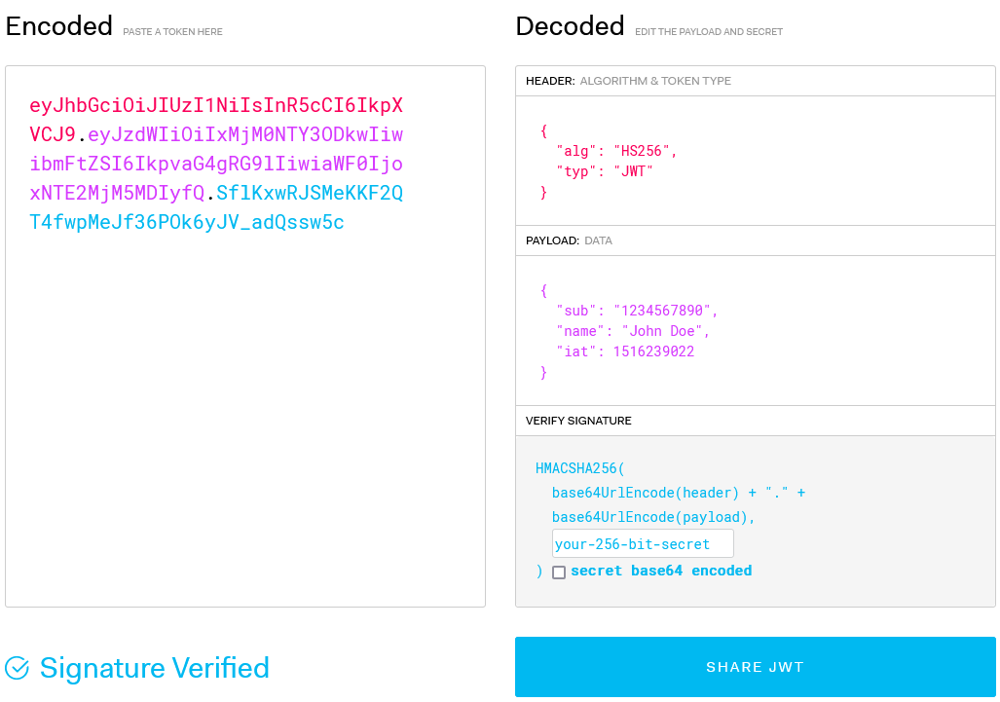 Encoded PASTE A TOKEN HERE
eyJhbGciOiJIUzI1NiIsInR5cCI6IkpX
VCJ9.eyJzdWIiOiIxMjM0NTY3ODkwIiw
ibmFtZSI6IkpvaG4gRG9lIiwiaWF0Ijo
xNTE2MjM5MDIyfQ.SflKxwRJSMeKKF2Q
T4fwpMeJf36POk6yJV_adQssw5c
Signature Verified
Decoded EDIT THE PAYLOAD AND SECRET
HEADER: ALGORITHM & TOKEN TYPE
{
  "alg": "HS256",
  "typ": "JWT"
}
PAYLOAD: DATA
{
  "sub": "1234567890",
  "name": "John Doe",
  "iat": 1516239022
}
VERIFY SIGNATURE
HMACSHA256(
  base64UrlEncode(header) + "." +
  base64UrlEncode(payload),
  your-256-bit-secret
) secret base64 encoded
SHARE JWT